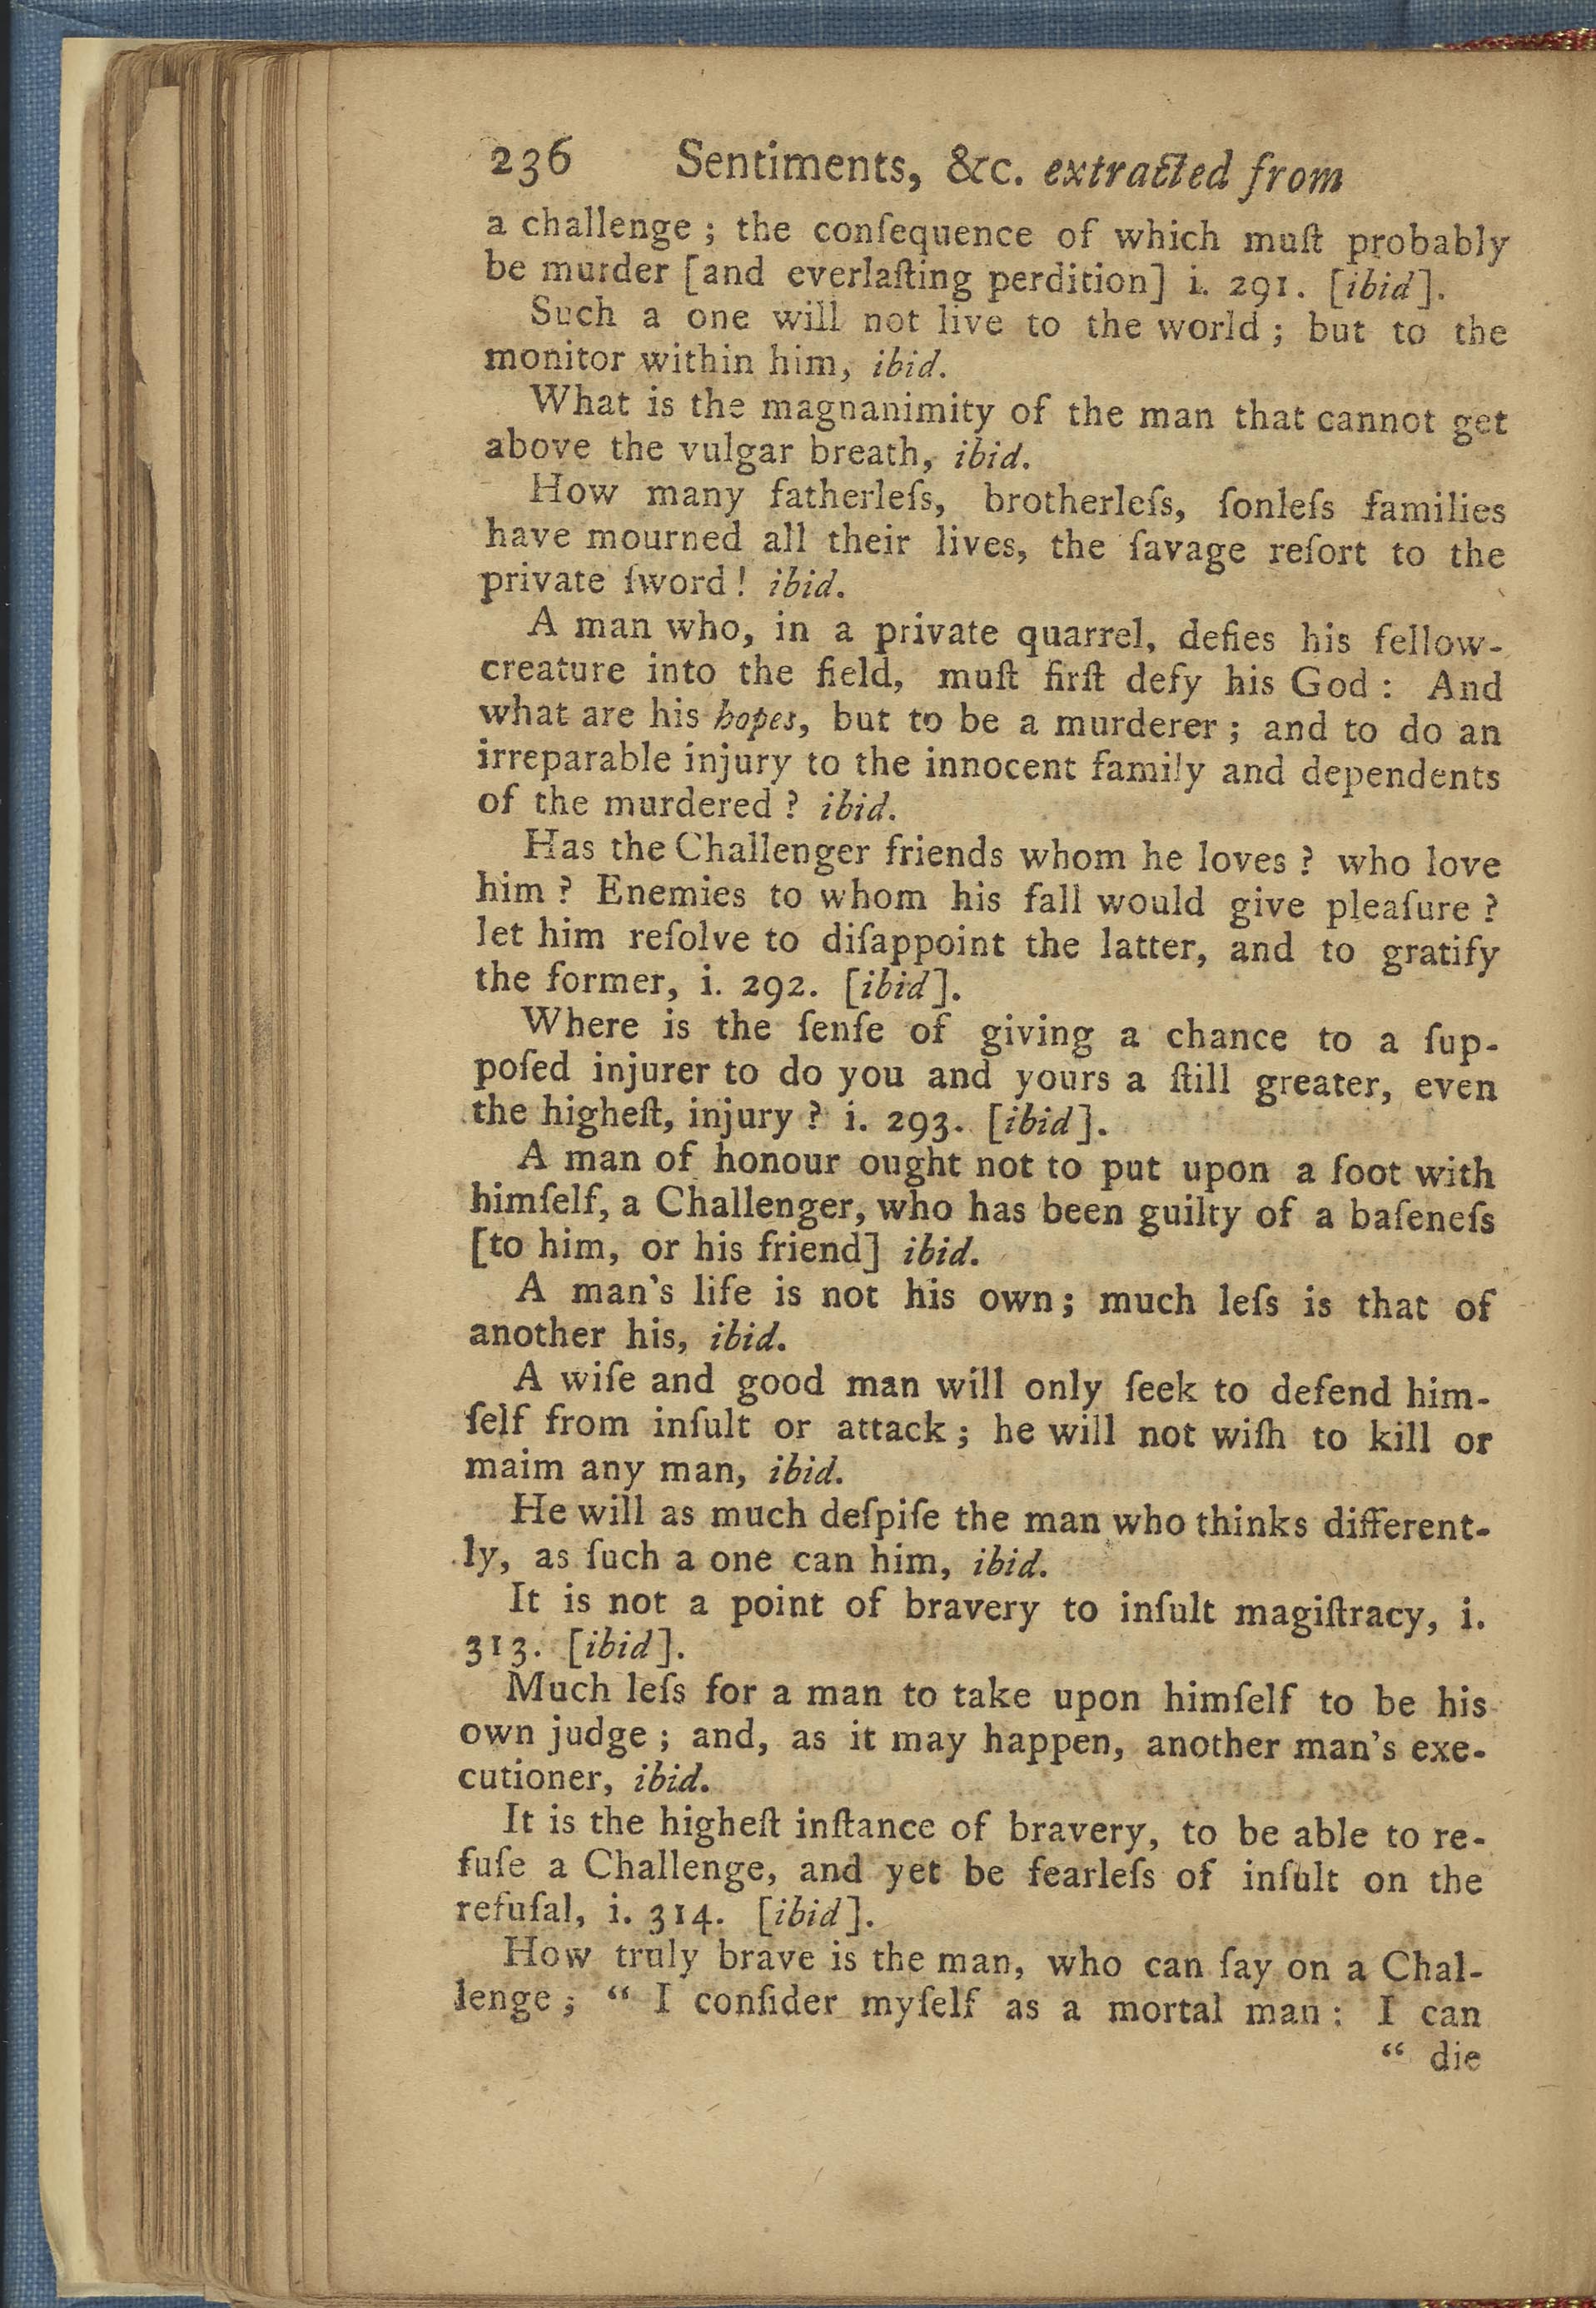 236 Sentiments, &c. extracted from
a challenge ; the conſequence of which muſt probably
be murder [and everlaſting perdition] i. 291. [ibid].
Such a one will not live to the world ; but to the
monitor within him, ibid.
What is the magnanimity of the man that cannot get
above the vulgar breath, ibid.
How many fatherleſs, brotherleſs, ſonleſs families
have mourned all their lives, the ſavage reſort to the
private ſword ! ibid.
A man who, in a private quarrel, defies his fellow-
creature into the field, muſt firſt defy his God : And
what are his hopes, but to be a murderer ; and to do an
irreparable injury to the innocent family and dependents
of the murdered ? ibid.
Has the Challenger friends whom he loves ? who love
him ? Enemies to whom his fall would give pleaſure ?
let him reſolve to diſappoint the latter, and to gratify
the former, i. 292. [ibid].
Where is the ſenſe of giving a chance to a ſup-
poſed injurer to do you and yours a ſtill greater, even
the higheſt, injury ? i. 293. [ibid].
A man of honour ought not to put upon a foot with
himſelf, a Challenger, who has been guilty of a baſeneſs
[to him, or his friend] ibid.
A man's life is not his own ; much leſs is that of
another his, ibid.
A wiſe and good man will only ſeek to defend him-
ſelf from inſult or attack ; he will not wiſh to kill or
maim any man, ibid.
He will as much deſpiſe the man who thinks different-
ly, as ſuch a one can him, ibid.
It is not a point of bravery to inſult magiſtracy, i.
313. [ibid].
Much leſs for a man to take upon himſelf to be his
own judge ; and, as it may happen, another man's exe-
cutioner, ibid.
It is the higheſt inſtance of bravery, to be able to re-
fuſe a Challenge, and yet be fearleſs of inſult on the
refuſal, i. 314. [ibid].
How truly brave is the man, who can ſay on a Chal-
lenge ; “ I conſider myſelf as a mortal man : I can
“ die